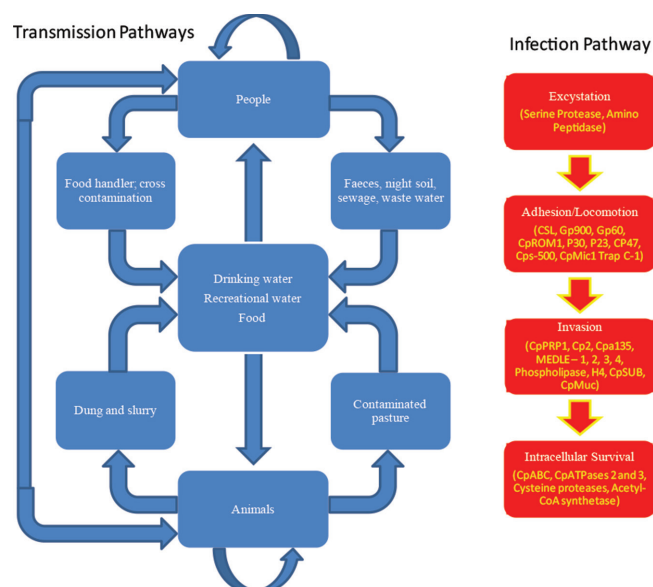 Transmission Pathways
People
Food handler; cross
contamination
Faeces, night soil,
sewage, waste water
Drinking water
Recreational water
Food
Dung and slurry
Contaminated
pasture
Animals
Infection Pathway
Excystation
(Serine Protease, Amino
Peptidase)
Adhesion/Locomotion
(CSL, Gp900, Gp60,
CpROM1, P30, P23, CP47,
Cps-500, CpMic1 Trap C-1)
Invasion
(CpPRP1, Cp2, Cpa135,
MEDLE– 1, 2, 3, 4,
Phospholipase, H4, CpSUB,
CpMuc)
Intracellular Survival
(CpABC, CpATPases 2 and 3,
Cysteine proteases, Acetyl-
CoA synthetase)